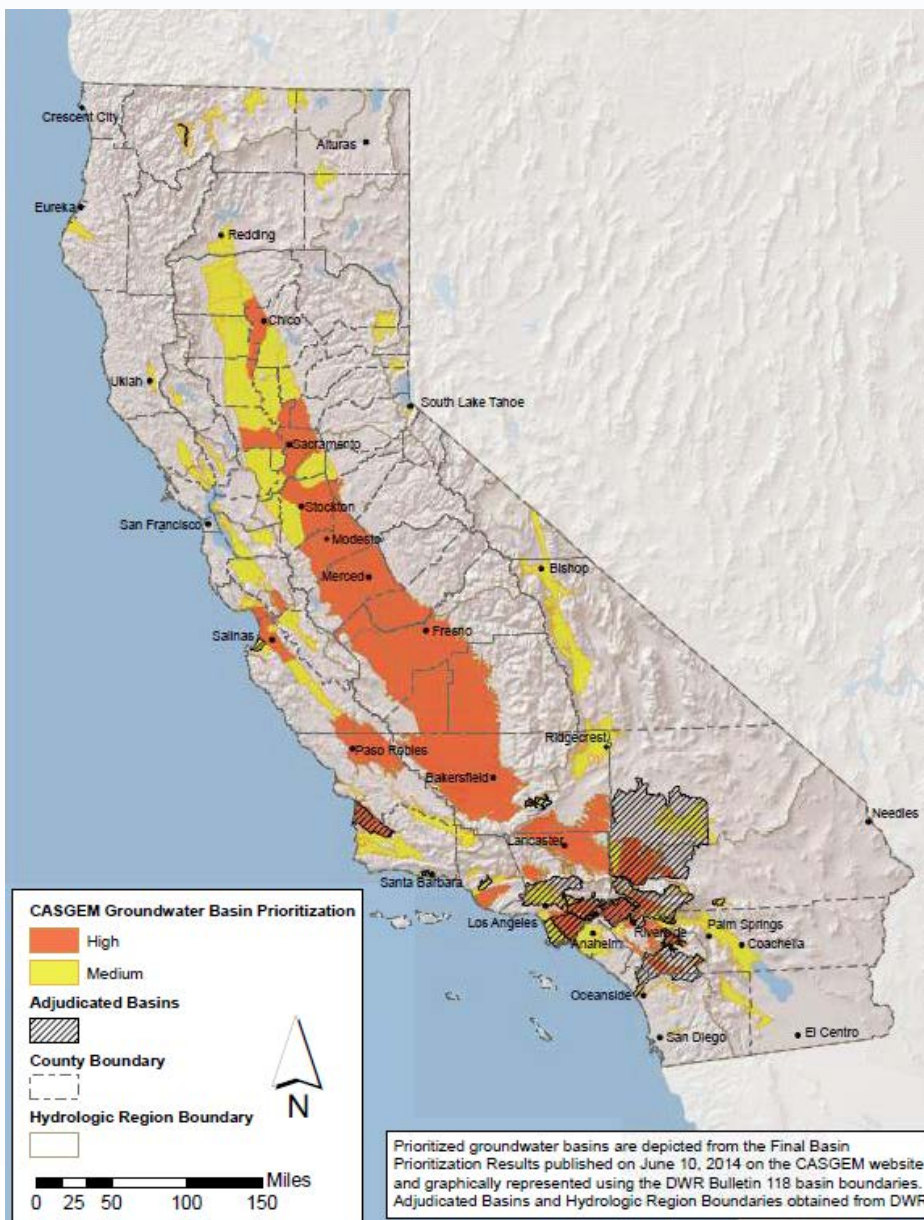 Crescent City
Alturas
Eureka
Redding
Chico
Ukiah
South Lake Tahoe
Sacramento
Stockton
San Francisco
Modesto
Bishop
Merced
Fresno
Salinas
Ridgecrest
Paso Robles
Bakersfield
Needles
Lancaster
Santa Barbara
Los Angeles
Riverside
Palm Springs
Anaheim
Coachella
Oceanside
San Diego
El Centro
CASGEM Groundwater Basin Prioritization
High
Medium
Adjudicated Basins
County Boundary
Hydrologic Region Boundary
N
Miles
0 25 50 100 150
Prioritized groundwater basins are depicted from the Final Basin
Prioritization Results published on June 10, 2014 on the CASGEM website
and graphically represented using the DWR Bulletin 118 basin boundaries.
Adjudicated Basins and Hydrologic Region Boundaries obtained from DWR